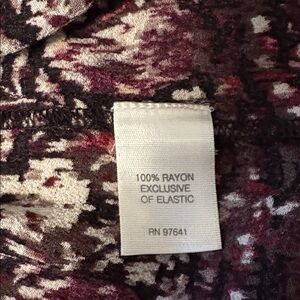 100% RAYON
EXCLUSIVE
OF ELASTIC
RN 97641